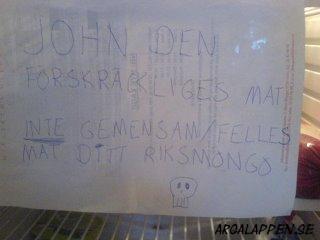 JOHN DEN
FÖRSKRÄCKLIGES MAT!
INTE GEMENSAM/FELLES
MAT DITT RIKSMONGO
ARGALAPPEN.SE